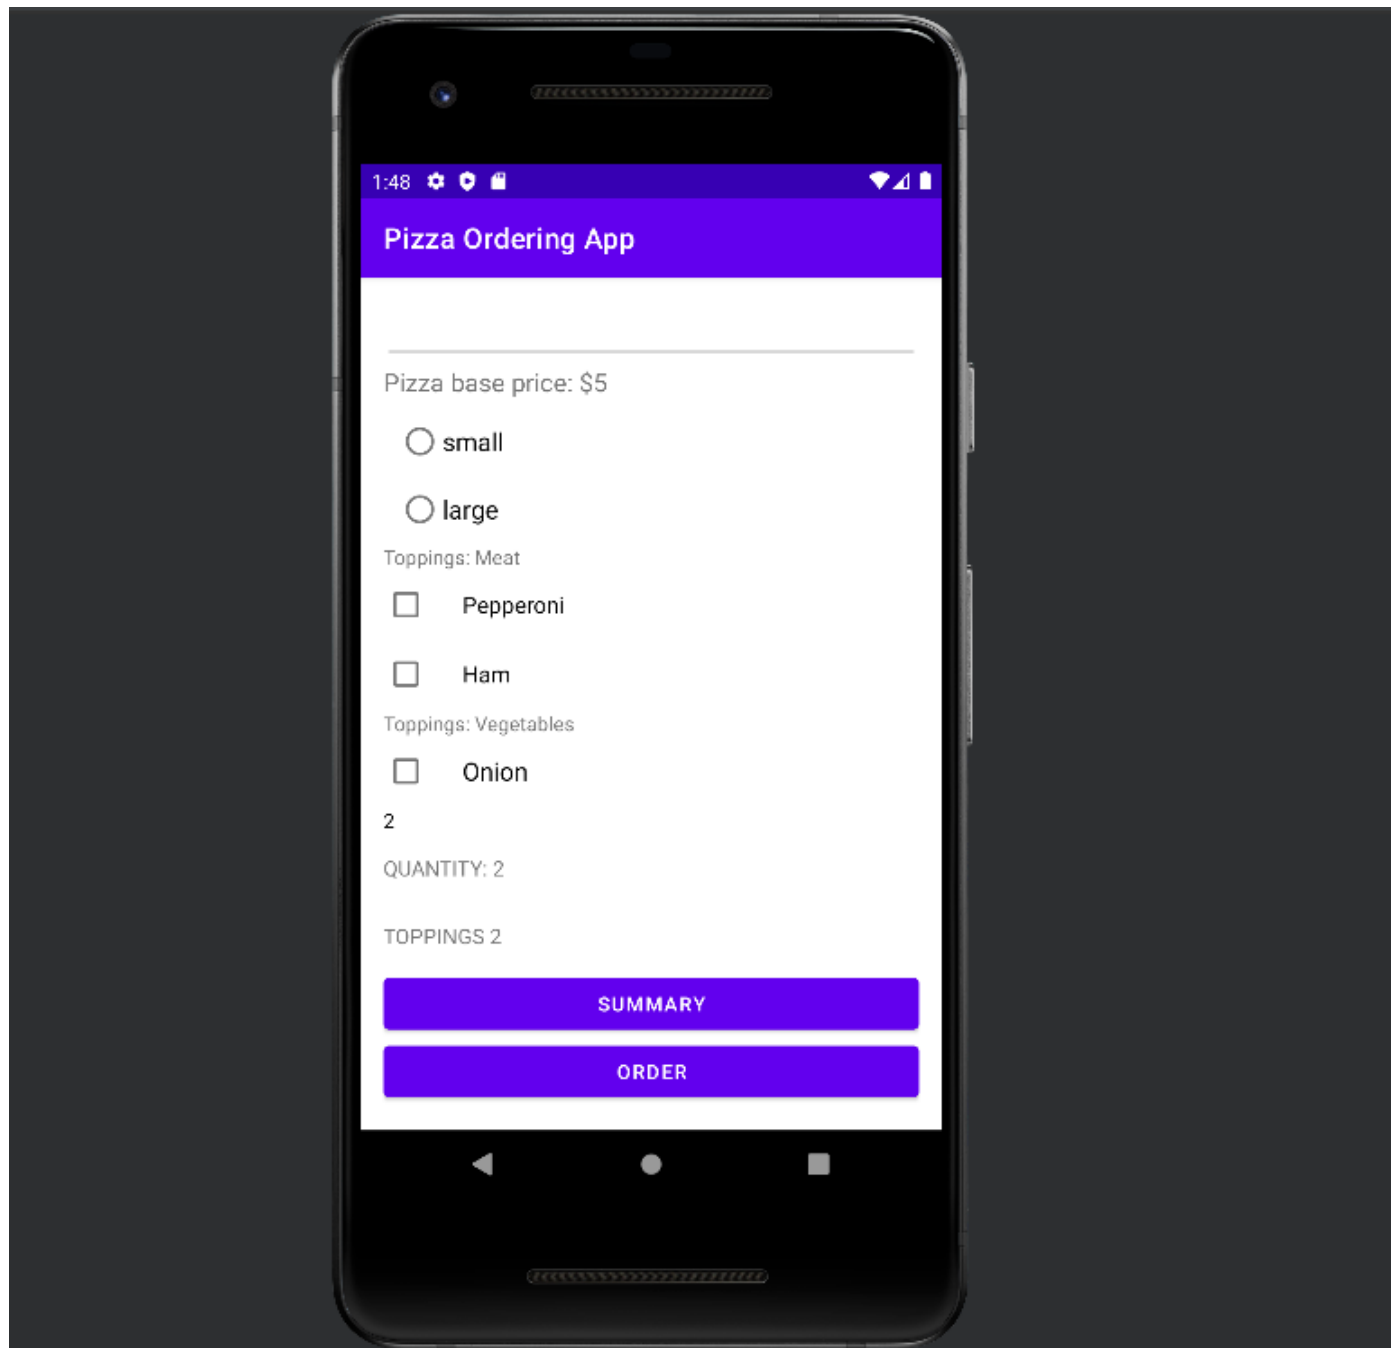 1:48
Pizza Ordering App
Pizza base price: $5
small
large
Toppings: Meat
Pepperoni
Ham
Toppings: Vegetables
Onion
2
QUANTITY: 2
TOPPINGS 2
SUMMARY
ORDER